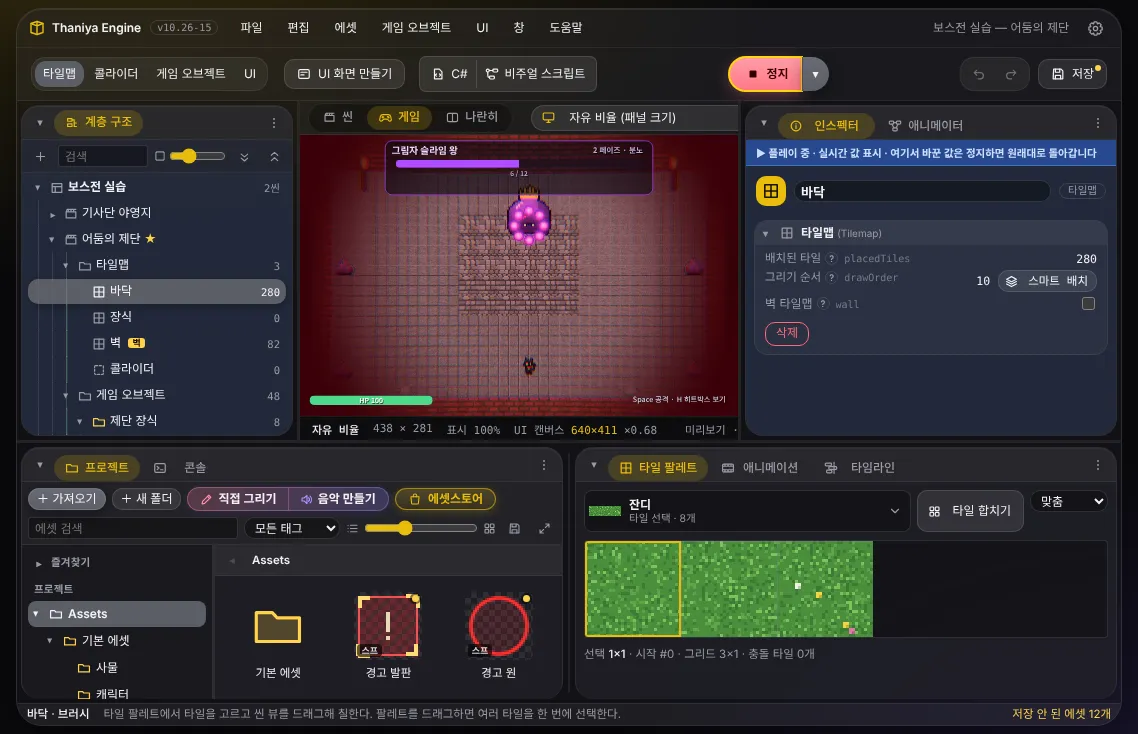 Thaniya Engine v10.26-15 파일 편집 에셋 게임 오브젝트 UI 창 도움말 보스전 실습 — 어둠의 제단
타일맵 콜라이더 게임 오브젝트 UI UI 화면 만들기 C# 비주얼 스크립트 정지 저장
계층 구조
검색
보스전 실습 2씬
기사단 야영지
어둠의 제단
타일맵 3
바닥 280
장식 0
벽 벽 82
콜라이더 0
게임 오브젝트 48
제단 장식 8
씬 게임 나란히 자유 비율 (패널 크기)
그림자 슬라임 왕 2 페이즈 · 분노
6 / 12
HP 100 Space 공격 · H 히트박스 보기
자유 비율 438 × 281 표시 100% UI 캔버스 640×411 ×0.68 미리보기 ·
인스펙터 애니메이터
▶ 플레이 중 · 실시간 값 표시 · 여기서 바꾼 값은 정지하면 원래대로 돌아갑니다
바닥 타일맵
타일맵 (Tilemap)
배치된 타일 ? placedTiles 280
그리기 순서 ? drawOrder 10 스마트 배치
벽 타일맵 ? wall
삭제
프로젝트 콘솔
+ 가져오기 + 새 폴더 직접 그리기 음악 만들기 에셋스토어
에셋 검색 모든 태그
즐겨찾기
프로젝트
Assets
기본 에셋
사물
캐릭터
Assets
! 스프 스프
기본 에셋 경고 발판 경고 원
타일 팔레트 애니메이션 타임라인
잔디
타일 선택 · 8개
타일 합치기 맞춤
선택 1×1 · 시작 #0 · 그리드 3×1 · 충돌 타일 0개
바닥 · 브러시 타일 팔레트에서 타일을 고르고 씬 뷰를 드래그해 칠한다. 팔레트를 드래그하면 여러 타일을 한 번에 선택한다. 저장 안 된 에셋 12개